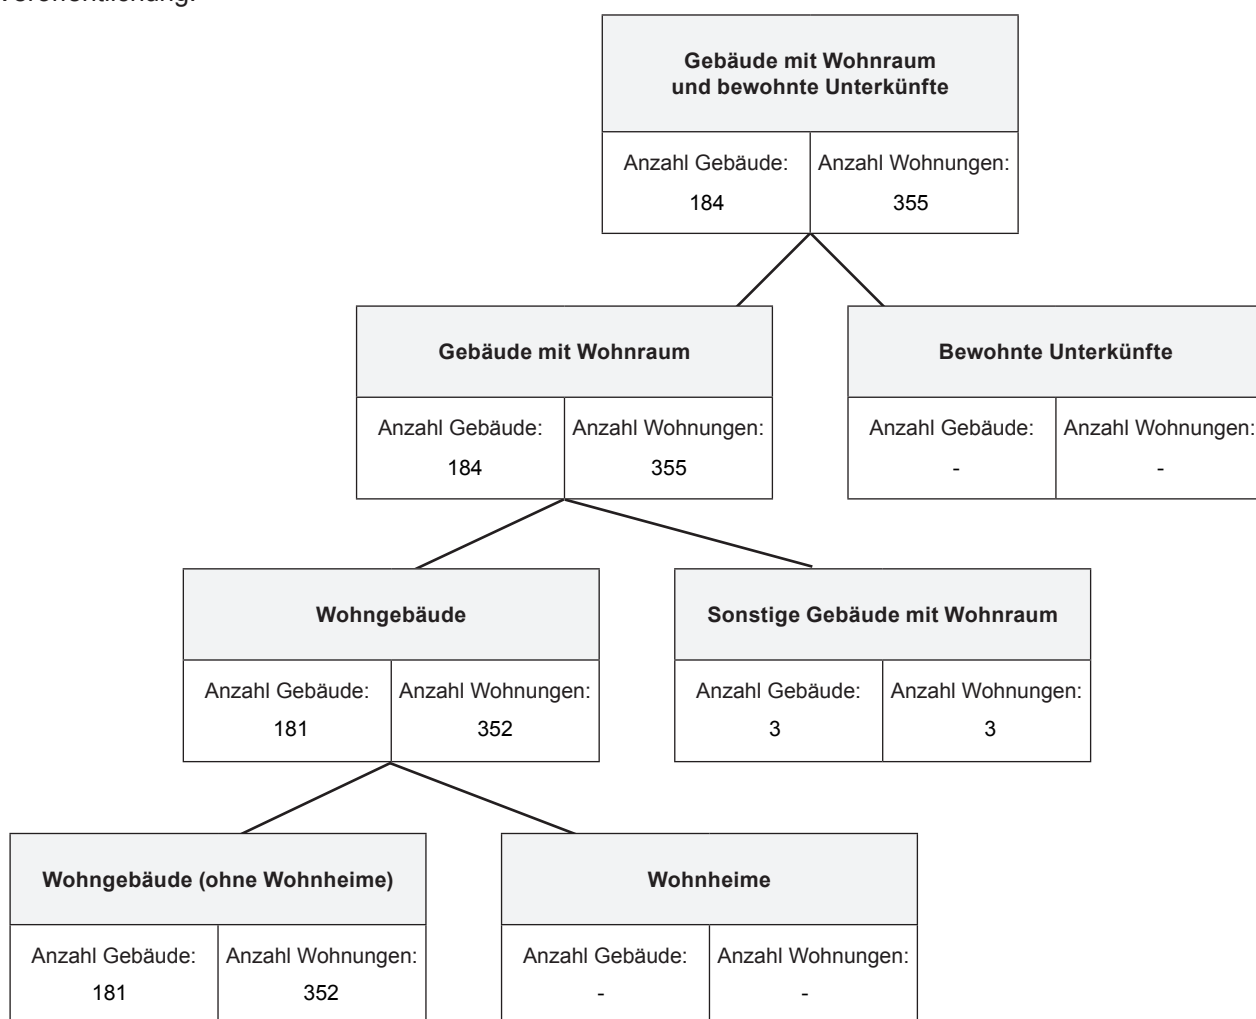 Veröffentlichung.
Gebäude mit Wohnraum
und bewohnte Unterkünfte
Anzahl Gebäude: Anzahl Wohnungen:
184 355
Gebäude mit Wohnraum
Anzahl Gebäude: Anzahl Wohnungen:
184 355
Bewohnte Unterkünfte
Anzahl Gebäude: Anzahl Wohnungen:
- -
Wohngebäude
Anzahl Gebäude: Anzahl Wohnungen:
181 352
Sonstige Gebäude mit Wohnraum
Anzahl Gebäude: Anzahl Wohnungen:
3 3
Wohngebäude (ohne Wohnheime)
Anzahl Gebäude: Anzahl Wohnungen:
181 352
Wohnheime
Anzahl Gebäude: Anzahl Wohnungen:
- -